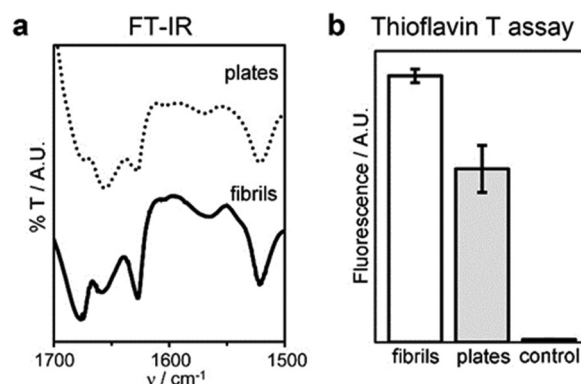 a
FT-IR
plates
fibrils
% T / A.U.
1700
1600
1500
ν / cm-1
b
Thioflavin T assay
Fluorescence / A.U.
fibrils
plates
control